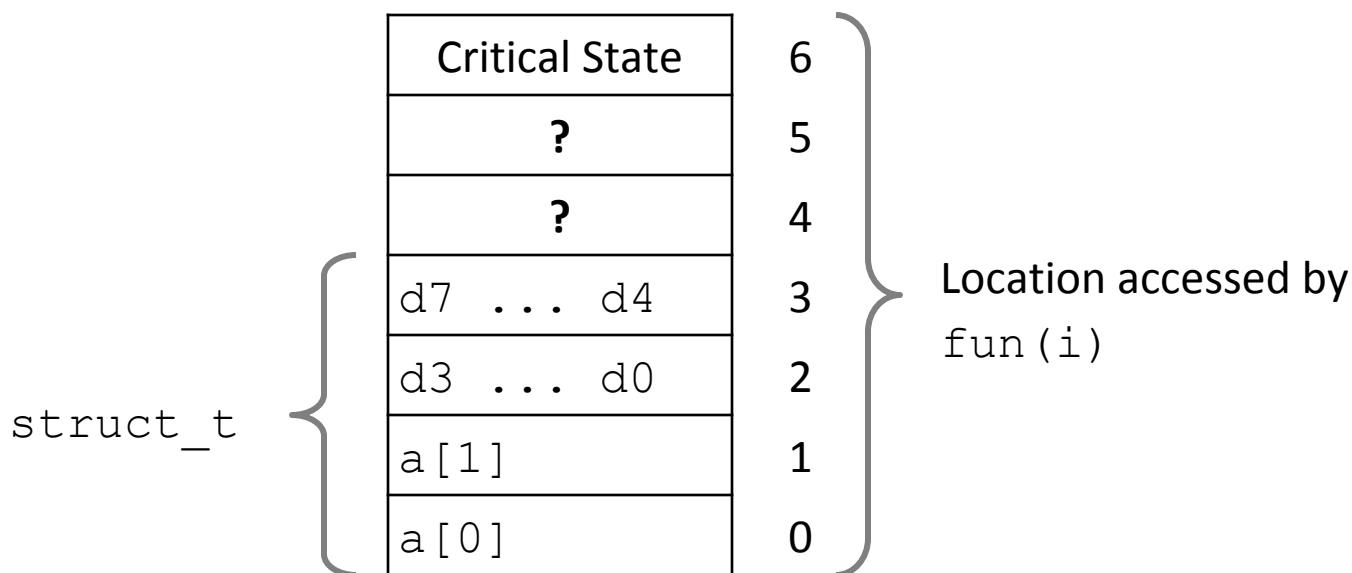 Critical State 6
? 5
? 4
d7 ... d4 3
d3 ... d0 2
a[1] 1
a[0] 0
struct_t
Location accessed by
fun(i)